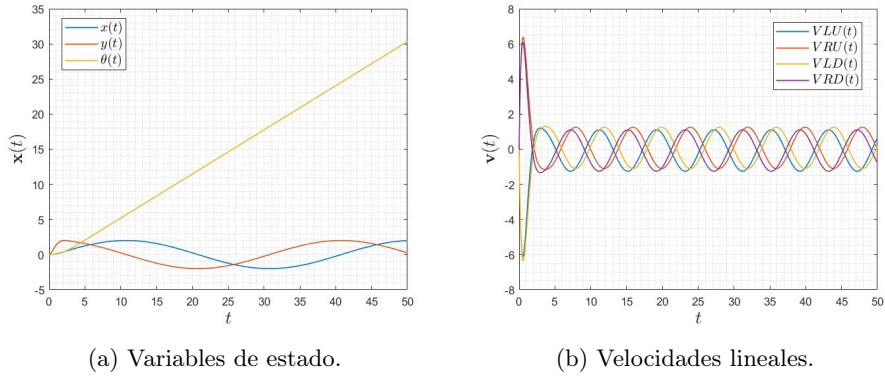 35
30
25
20
15
10
5
0
-5
x(t)
y(t)
θ(t)
𝐱(t)
0 5 10 15 20 25 30 35 40 45 50
t
(a) Variables de estado.
8
6
4
2
0
-2
-4
-6
-8
VLU(t)
VRU(t)
VLD(t)
VRD(t)
𝐯(t)
0 5 10 15 20 25 30 35 40 45 50
t
(b) Velocidades lineales.